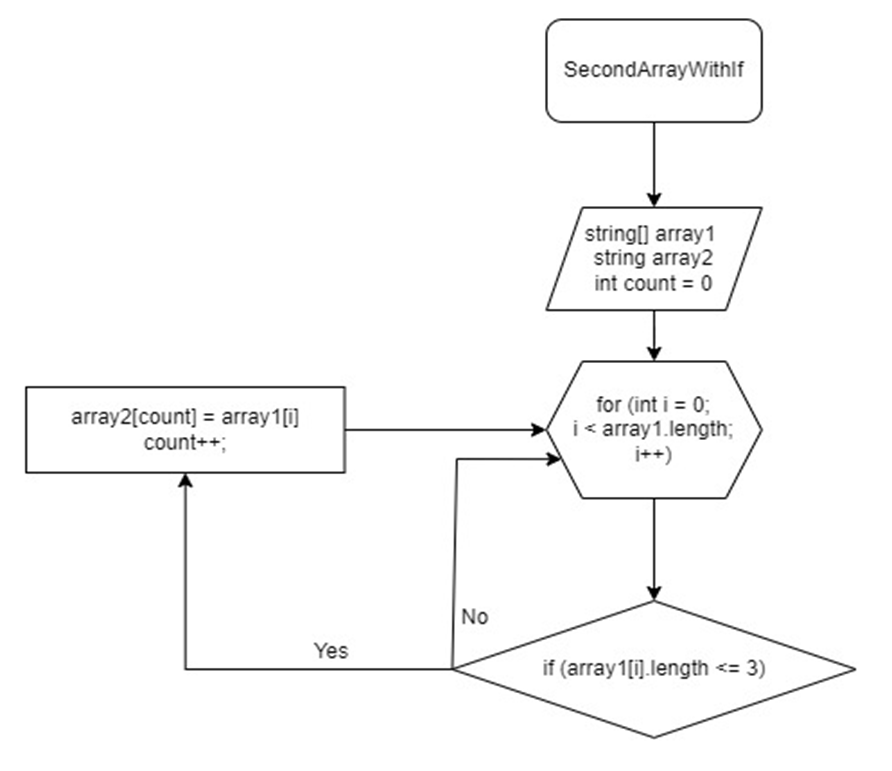 SecondArrayWithIf
string[] array1
string array2
int count = 0
for (int i = 0;
i < array1.length;
i++)
array2[count] = array1[i]
count++;
No
Yes
if (array1[i].length <= 3)